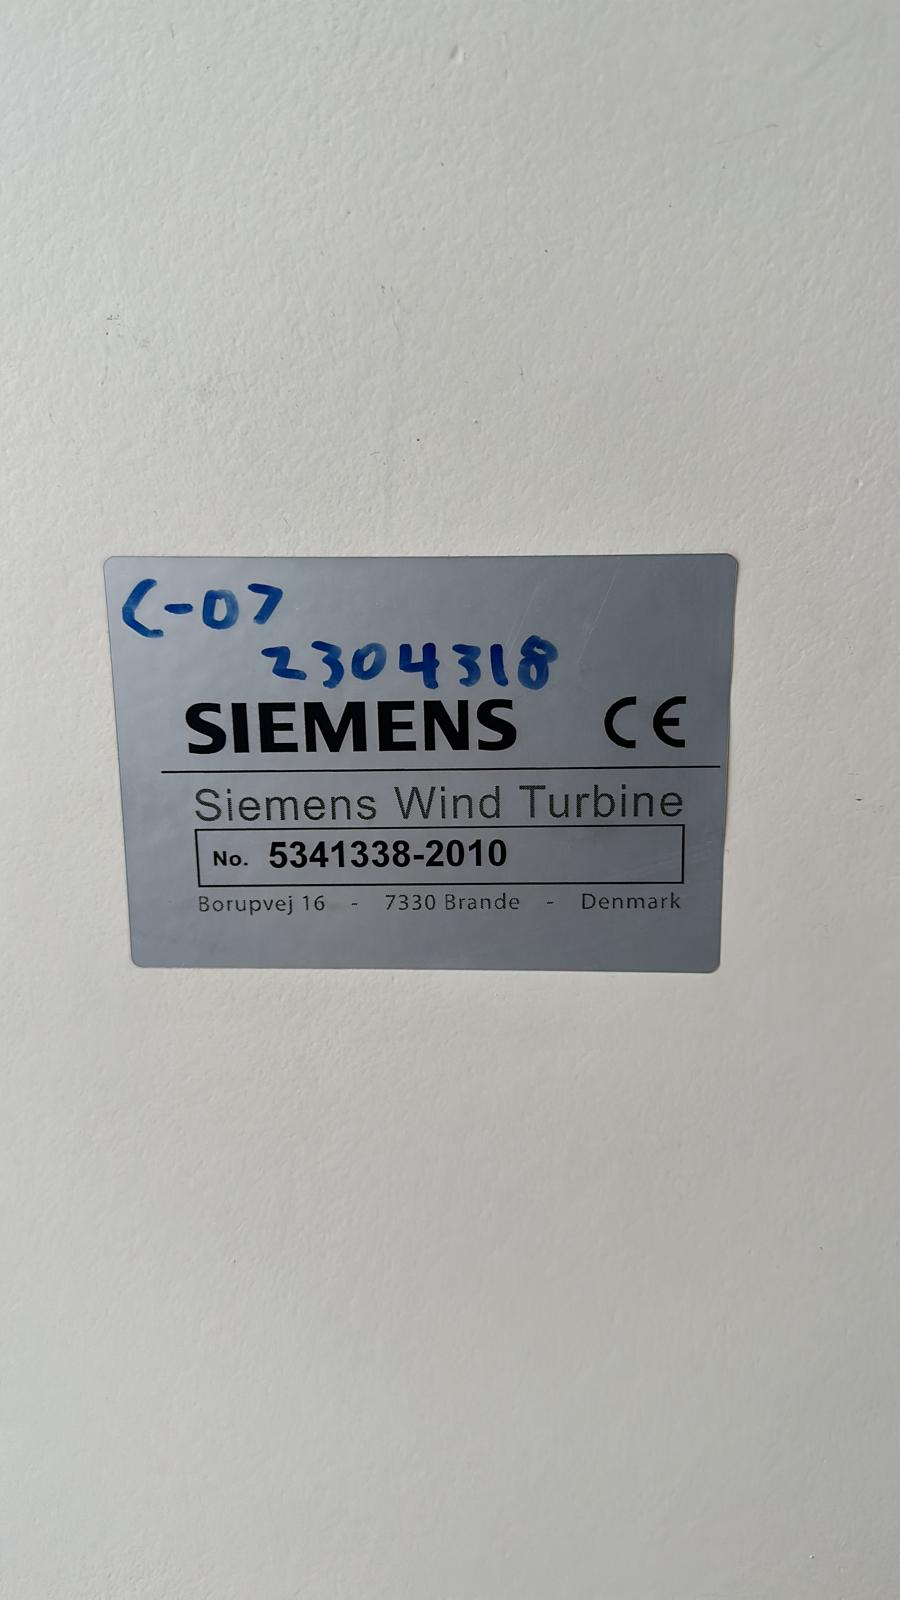 C-07
2304318
SIEMENS CE
Siemens Wind Turbine
No. 5341338-2010
Borupvej 16 - 7330 Brande - Denmark